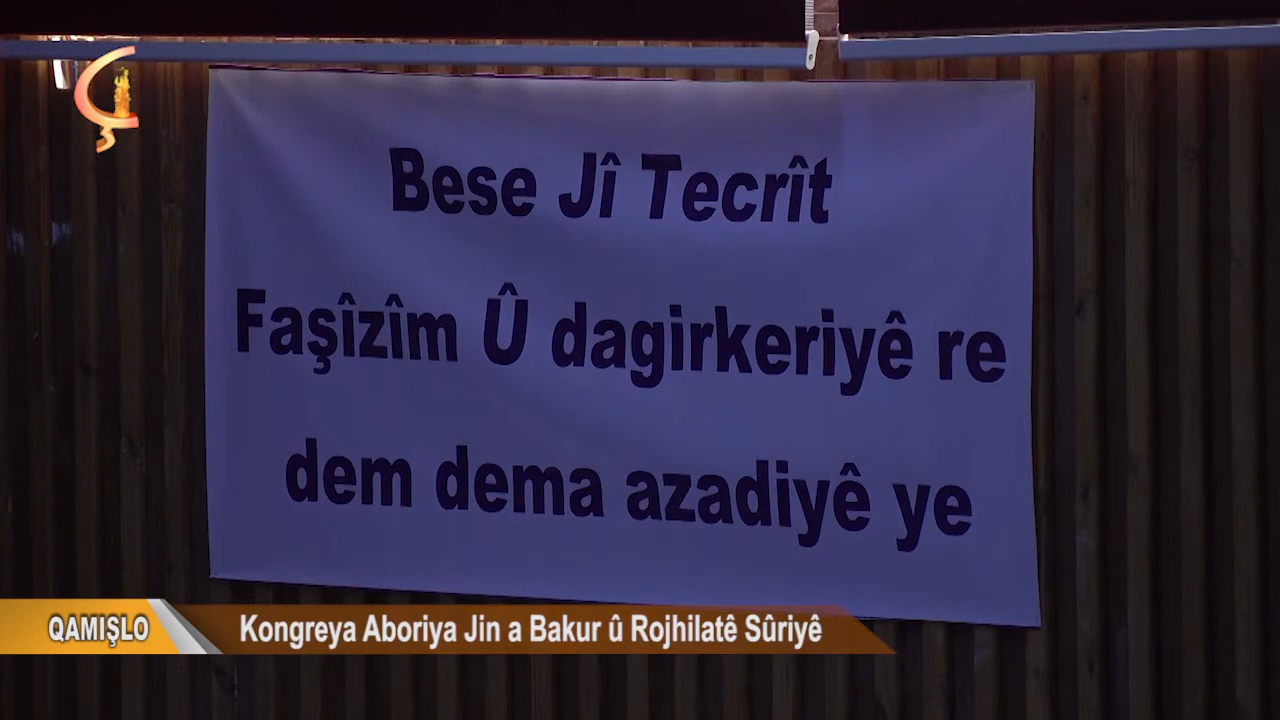 Bese Jî Tecrît
Faşîzîm Û dagirkeriyê re
dem dema azadiyê ye
QAMIŞLO
Kongreya Aboriya Jin a Bakur û Rojhilatê Sûriyê